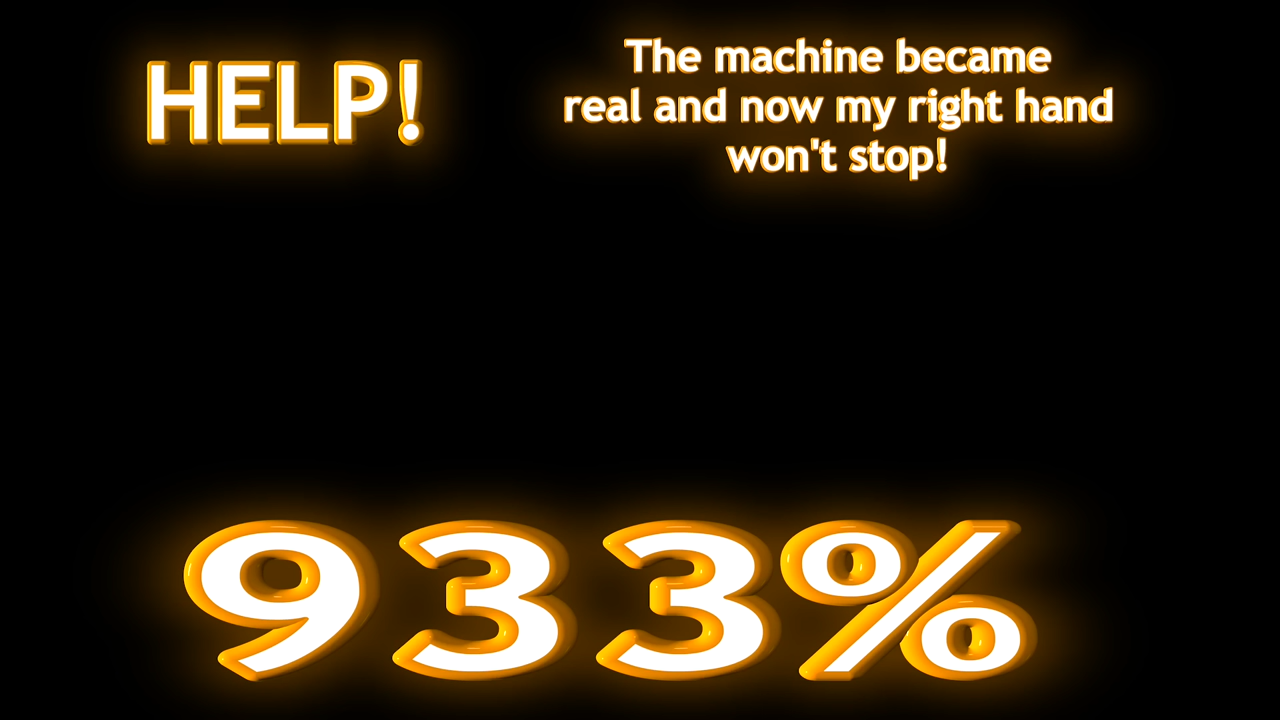 HELP!
The machine became
real and now my right hand
won't stop!
933%